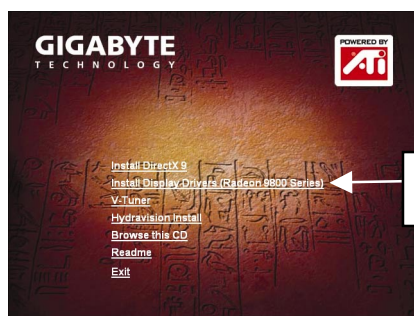 GIGABYTE
TECHNOLOGY
POWERED BY
ATi
Install DirectX 9
Install Display Drivers (Radeon 9800 Series)
V-Tuner
Hydravision Install
Browse this CD
Readme
Exit